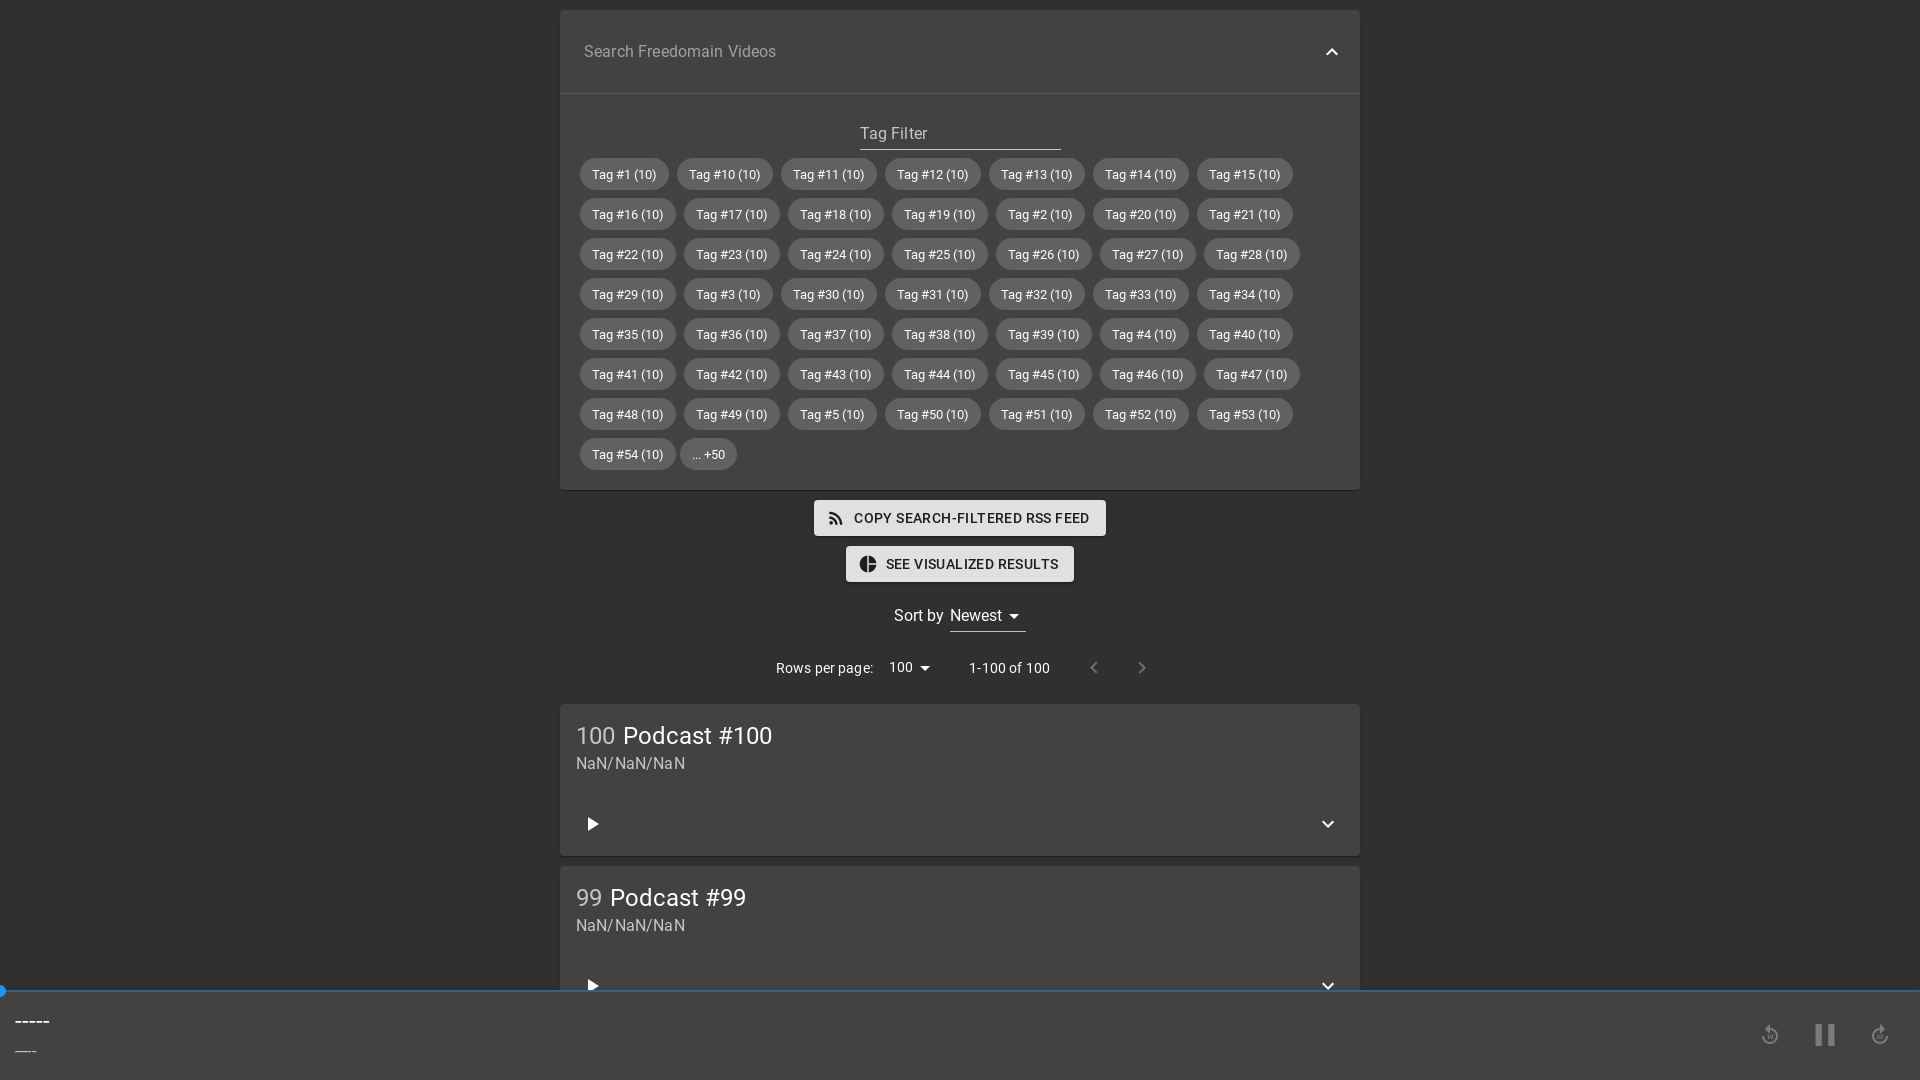 Search Freedomain Videos
Tag Filter
Tag #1 (10) Tag #10 (10) Tag #11 (10) Tag #12 (10) Tag #13 (10) Tag #14 (10) Tag #15 (10)
Tag #16 (10) Tag #17 (10) Tag #18 (10) Tag #19 (10) Tag #2 (10) Tag #20 (10) Tag #21 (10)
Tag #22 (10) Tag #23 (10) Tag #24 (10) Tag #25 (10) Tag #26 (10) Tag #27 (10) Tag #28 (10)
Tag #29 (10) Tag #3 (10) Tag #30 (10) Tag #31 (10) Tag #32 (10) Tag #33 (10) Tag #34 (10)
Tag #35 (10) Tag #36 (10) Tag #37 (10) Tag #38 (10) Tag #39 (10) Tag #4 (10) Tag #40 (10)
Tag #41 (10) Tag #42 (10) Tag #43 (10) Tag #44 (10) Tag #45 (10) Tag #46 (10) Tag #47 (10)
Tag #48 (10) Tag #49 (10) Tag #5 (10) Tag #50 (10) Tag #51 (10) Tag #52 (10) Tag #53 (10)
Tag #54 (10) ... +50
COPY SEARCH-FILTERED RSS FEED
SEE VISUALIZED RESULTS
Sort by Newest
Rows per page: 100 1-100 of 100
100 Podcast #100
NaN/NaN/NaN
99 Podcast #99
NaN/NaN/NaN
-----
-----